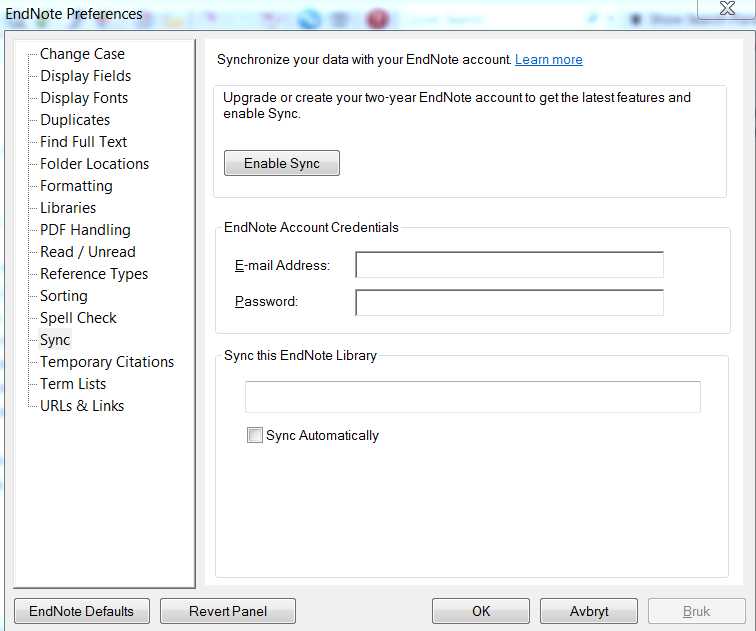 EndNote Preferences
Change Case
Display Fields
Display Fonts
Duplicates
Find Full Text
Folder Locations
Formatting
Libraries
PDF Handling
Read / Unread
Reference Types
Sorting
Spell Check
Sync
Temporary Citations
Term Lists
URLs & Links
Synchronize your data with your EndNote account. Learn more
Upgrade or create your two-year EndNote account to get the latest features and
enable Sync.
Enable Sync
EndNote Account Credentials
E-mail Address:
Password:
Sync this EndNote Library
Sync Automatically
EndNote Defaults
Revert Panel
OK
Avbryt
Bruk